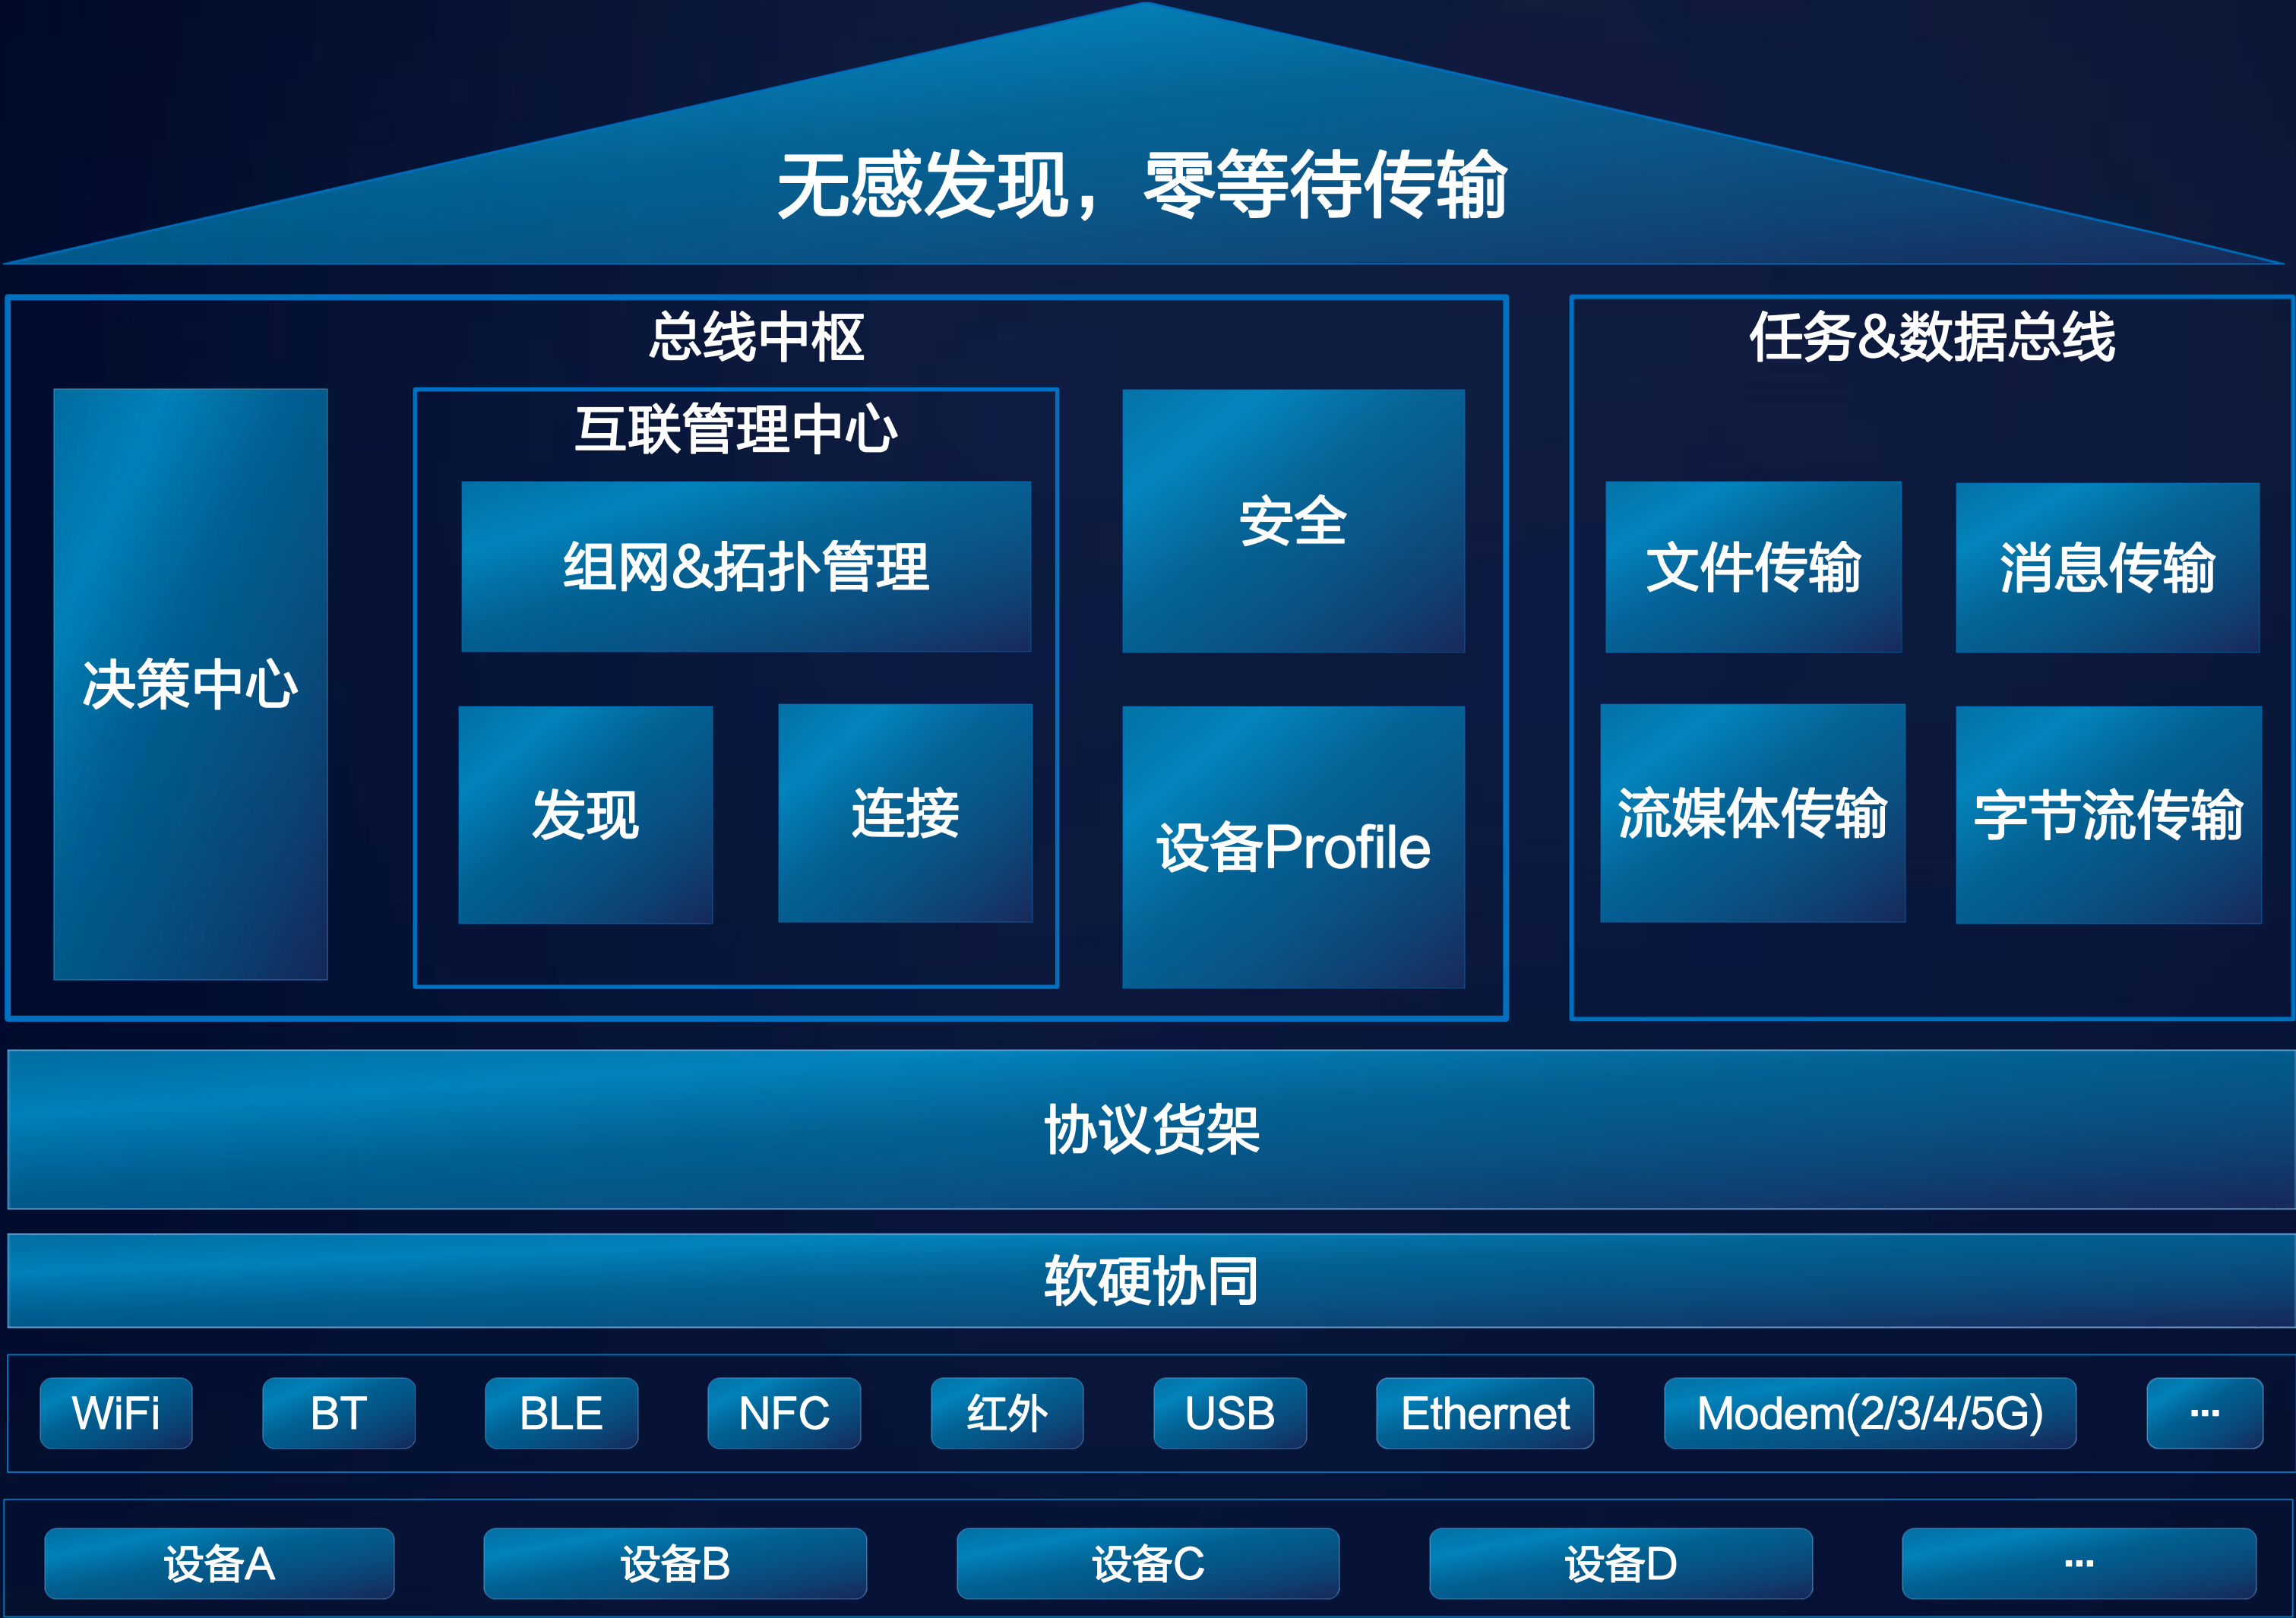 无感发现，零等待传输
总线中枢
任务&数据总线
决策中心
互联管理中心
组网&拓扑管理
发现
连接
安全
设备Profile
文件传输
消息传输
流媒体传输
字节流传输
协议货架
软硬协同
WiFi
BT
BLE
NFC
红外
USB
Ethernet
Modem(2/3/4/5G)
...
设备A
设备B
设备C
设备D
...